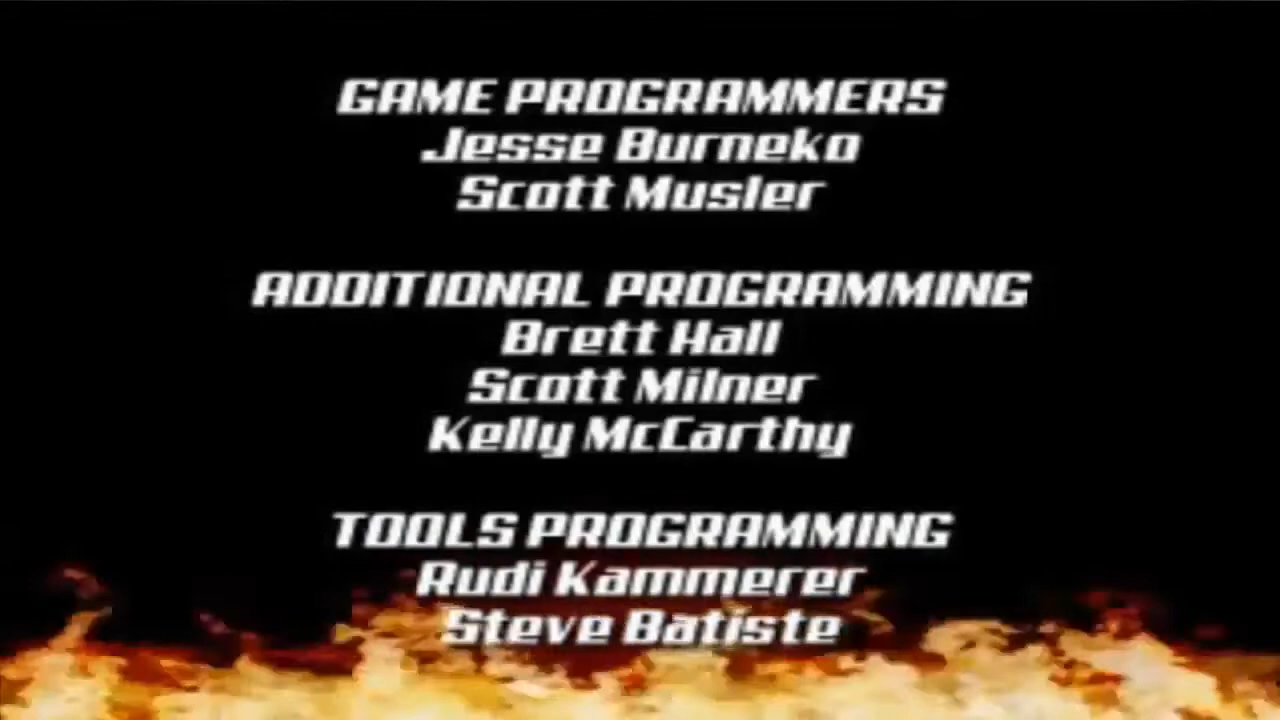 GAME PROGRAMMERS
Jesse Burneko
Scott Musler
ADDITIONAL PROGRAMMING
Brett Hall
Scott Milner
Kelly McCarthy
TOOLS PROGRAMMING
Rudi Kammerer
Steve Batiste